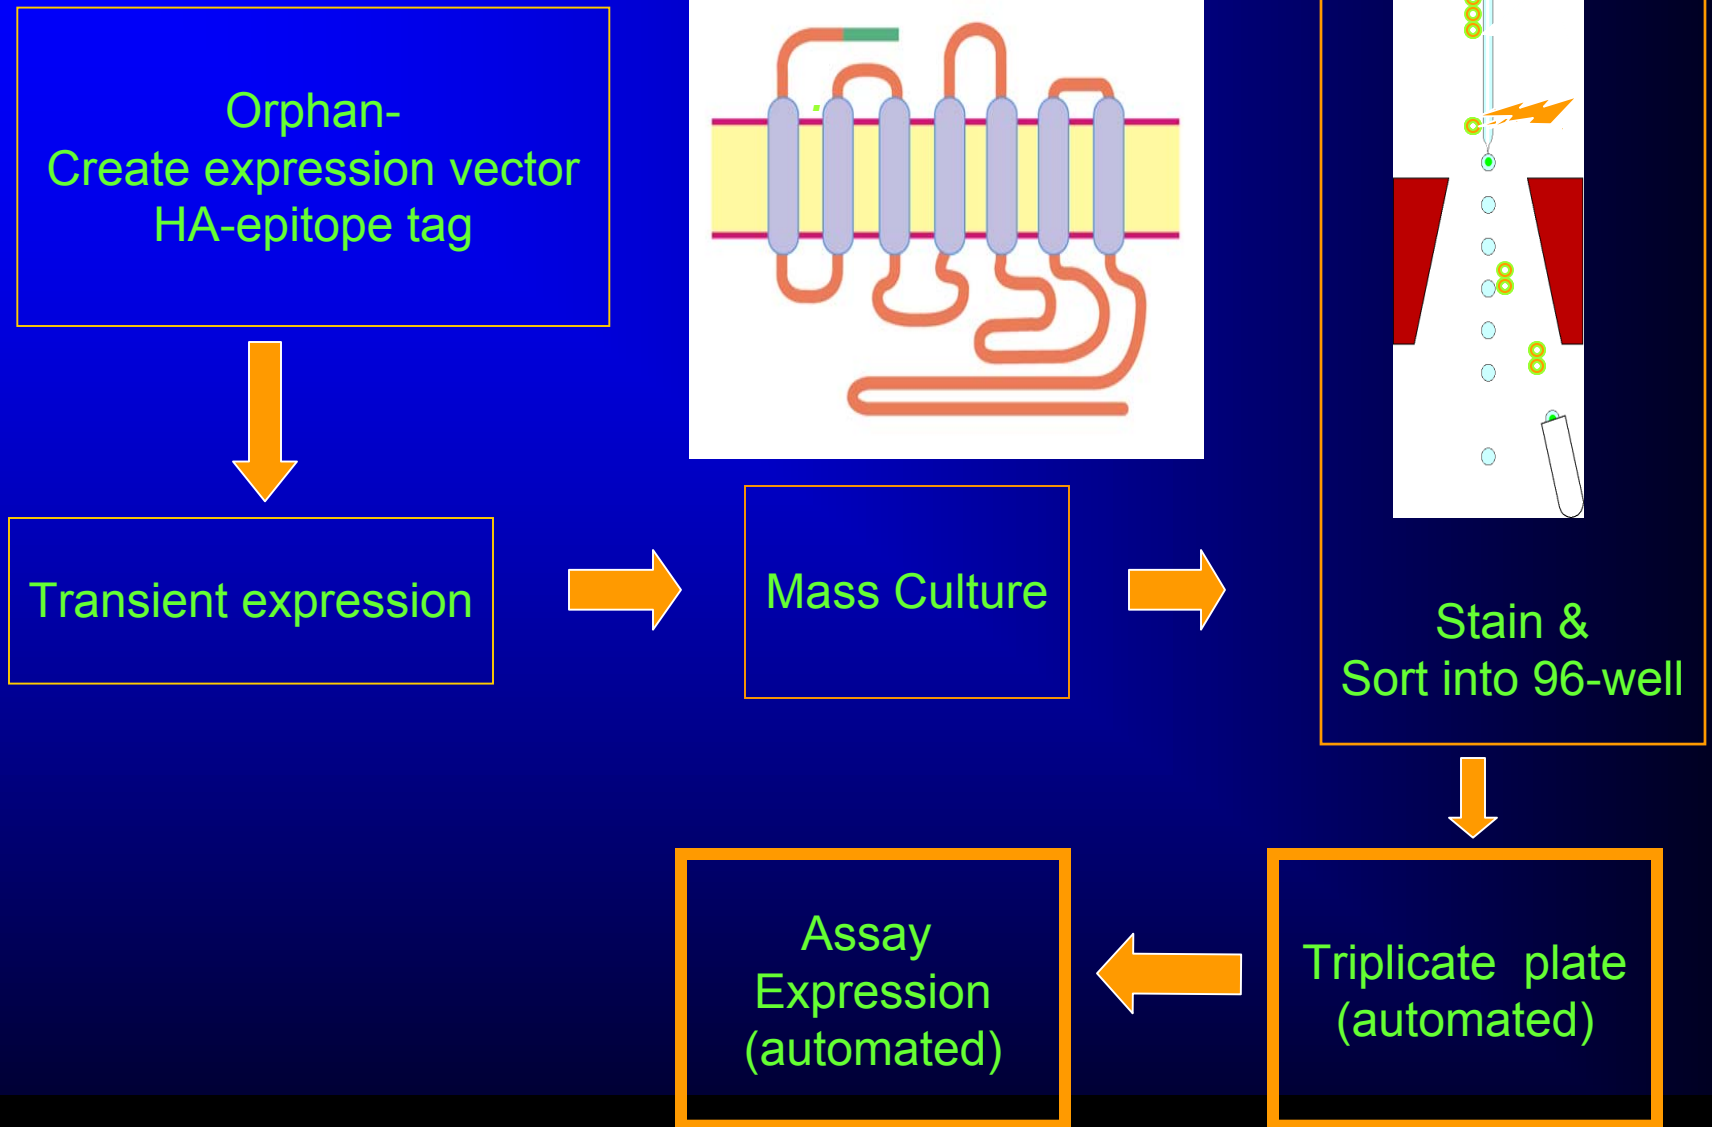 Orphan-
Create expression vector
HA-epitope tag
Transient expression
Mass Culture
Stain &
Sort into 96-well
Triplicate plate
(automated)
Assay
Expression
(automated)